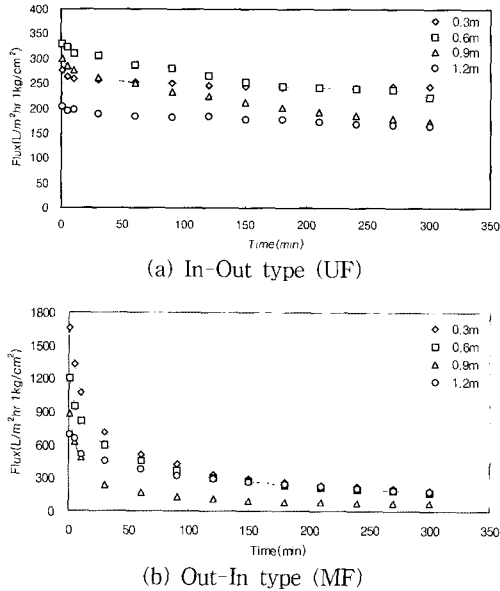 400
350
300
250
200
150
100
50
0
Flux(L/m²hr 1kg/cm²)
0 50 100 150 200 250 300 350
Time(min)
0.3m
0.6m
0.9m
1.2m
(a) In-Out type (UF)
1800
1500
1200
900
600
300
0
Flux(L/m²hr 1kg/cm²)
0 50 100 150 200 250 300 350
Time(min)
0.3m
0.6m
0.9m
1.2m
(b) Out-In type (MF)